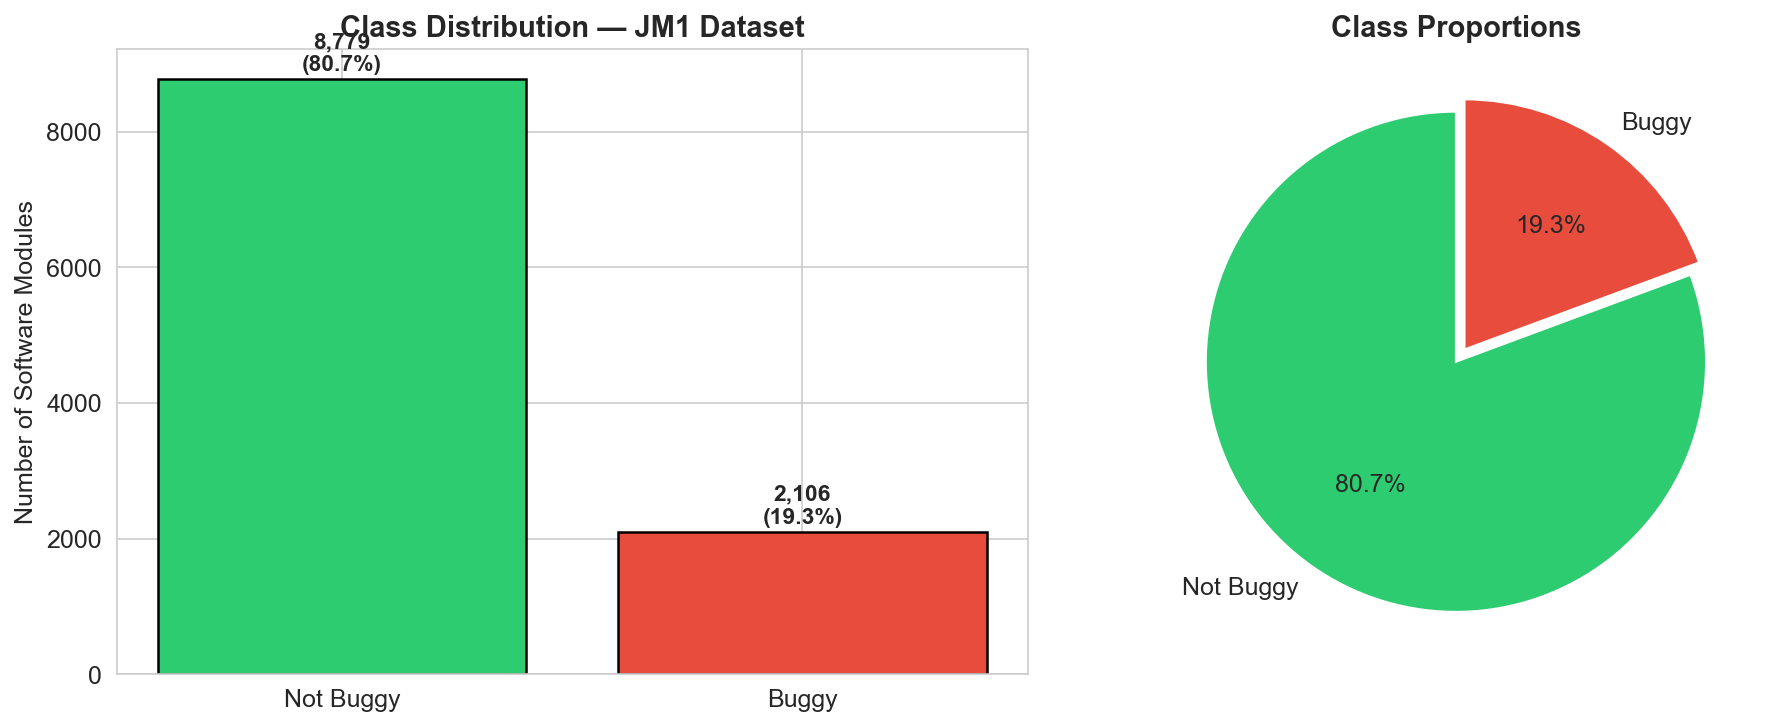 Class Distribution — JM1 Dataset
8,779
(80.7%)
8000
6000
4000
2000
0
Number of Software Modules
2,106
(19.3%)
Not Buggy
Buggy
Class Proportions
Buggy
19.3%
80.7%
Not Buggy